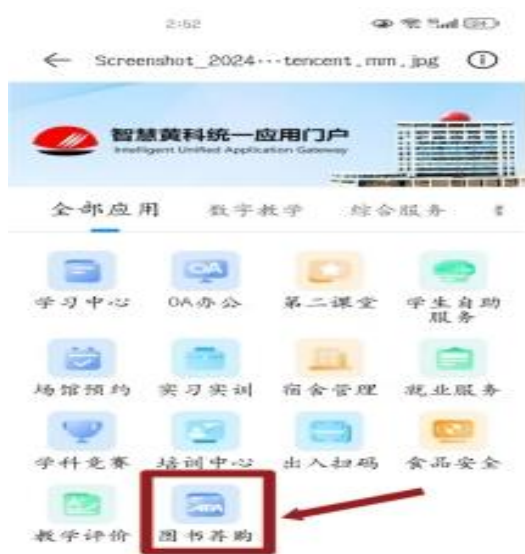 2:52
Screenshot_2024···tencent.mm.jpg
智慧黄科统一应用门户
Intelligent Unified Application Gateway
全部应用 数字教学 综合服务
OA
学习中心 OA办公 第二课堂 学生自助
服务
场馆预约 实习实训 宿舍管理 就业服务
学科竞赛 培训中心 出入扫码 食品安全
教学评价 图书荐购